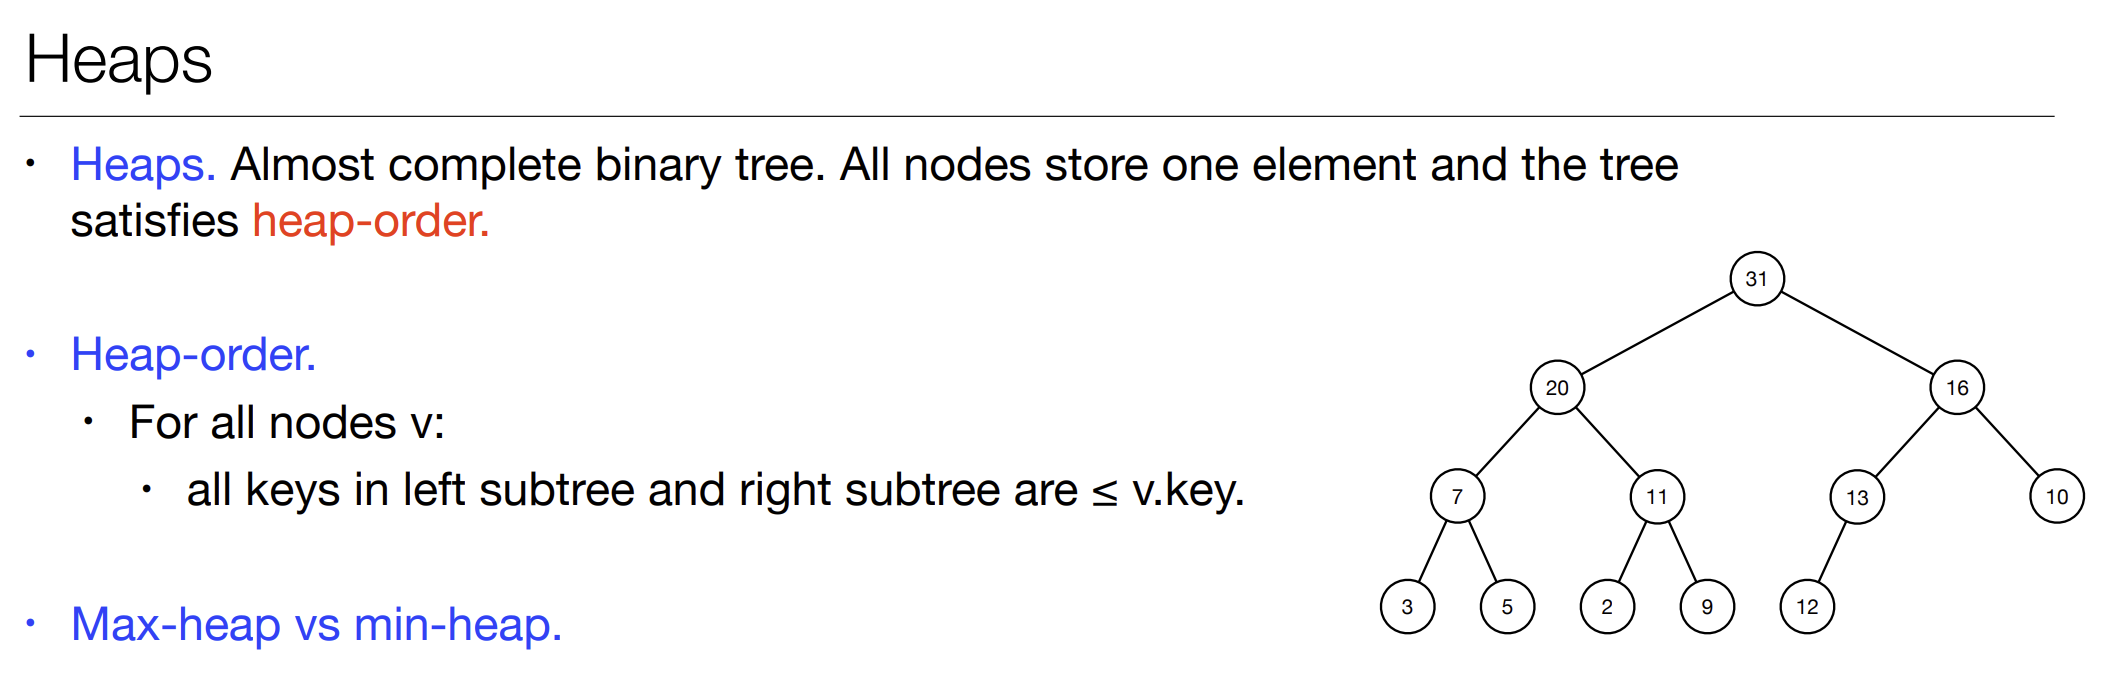 Heaps
• Heaps. Almost complete binary tree. All nodes store one element and the tree
satisfies heap-order.
• Heap-order.
• For all nodes v:
• all keys in left subtree and right subtree are ≤ v.key.
• Max-heap vs min-heap.
31
20 16
7 11 13 10
3 5 2 9 12